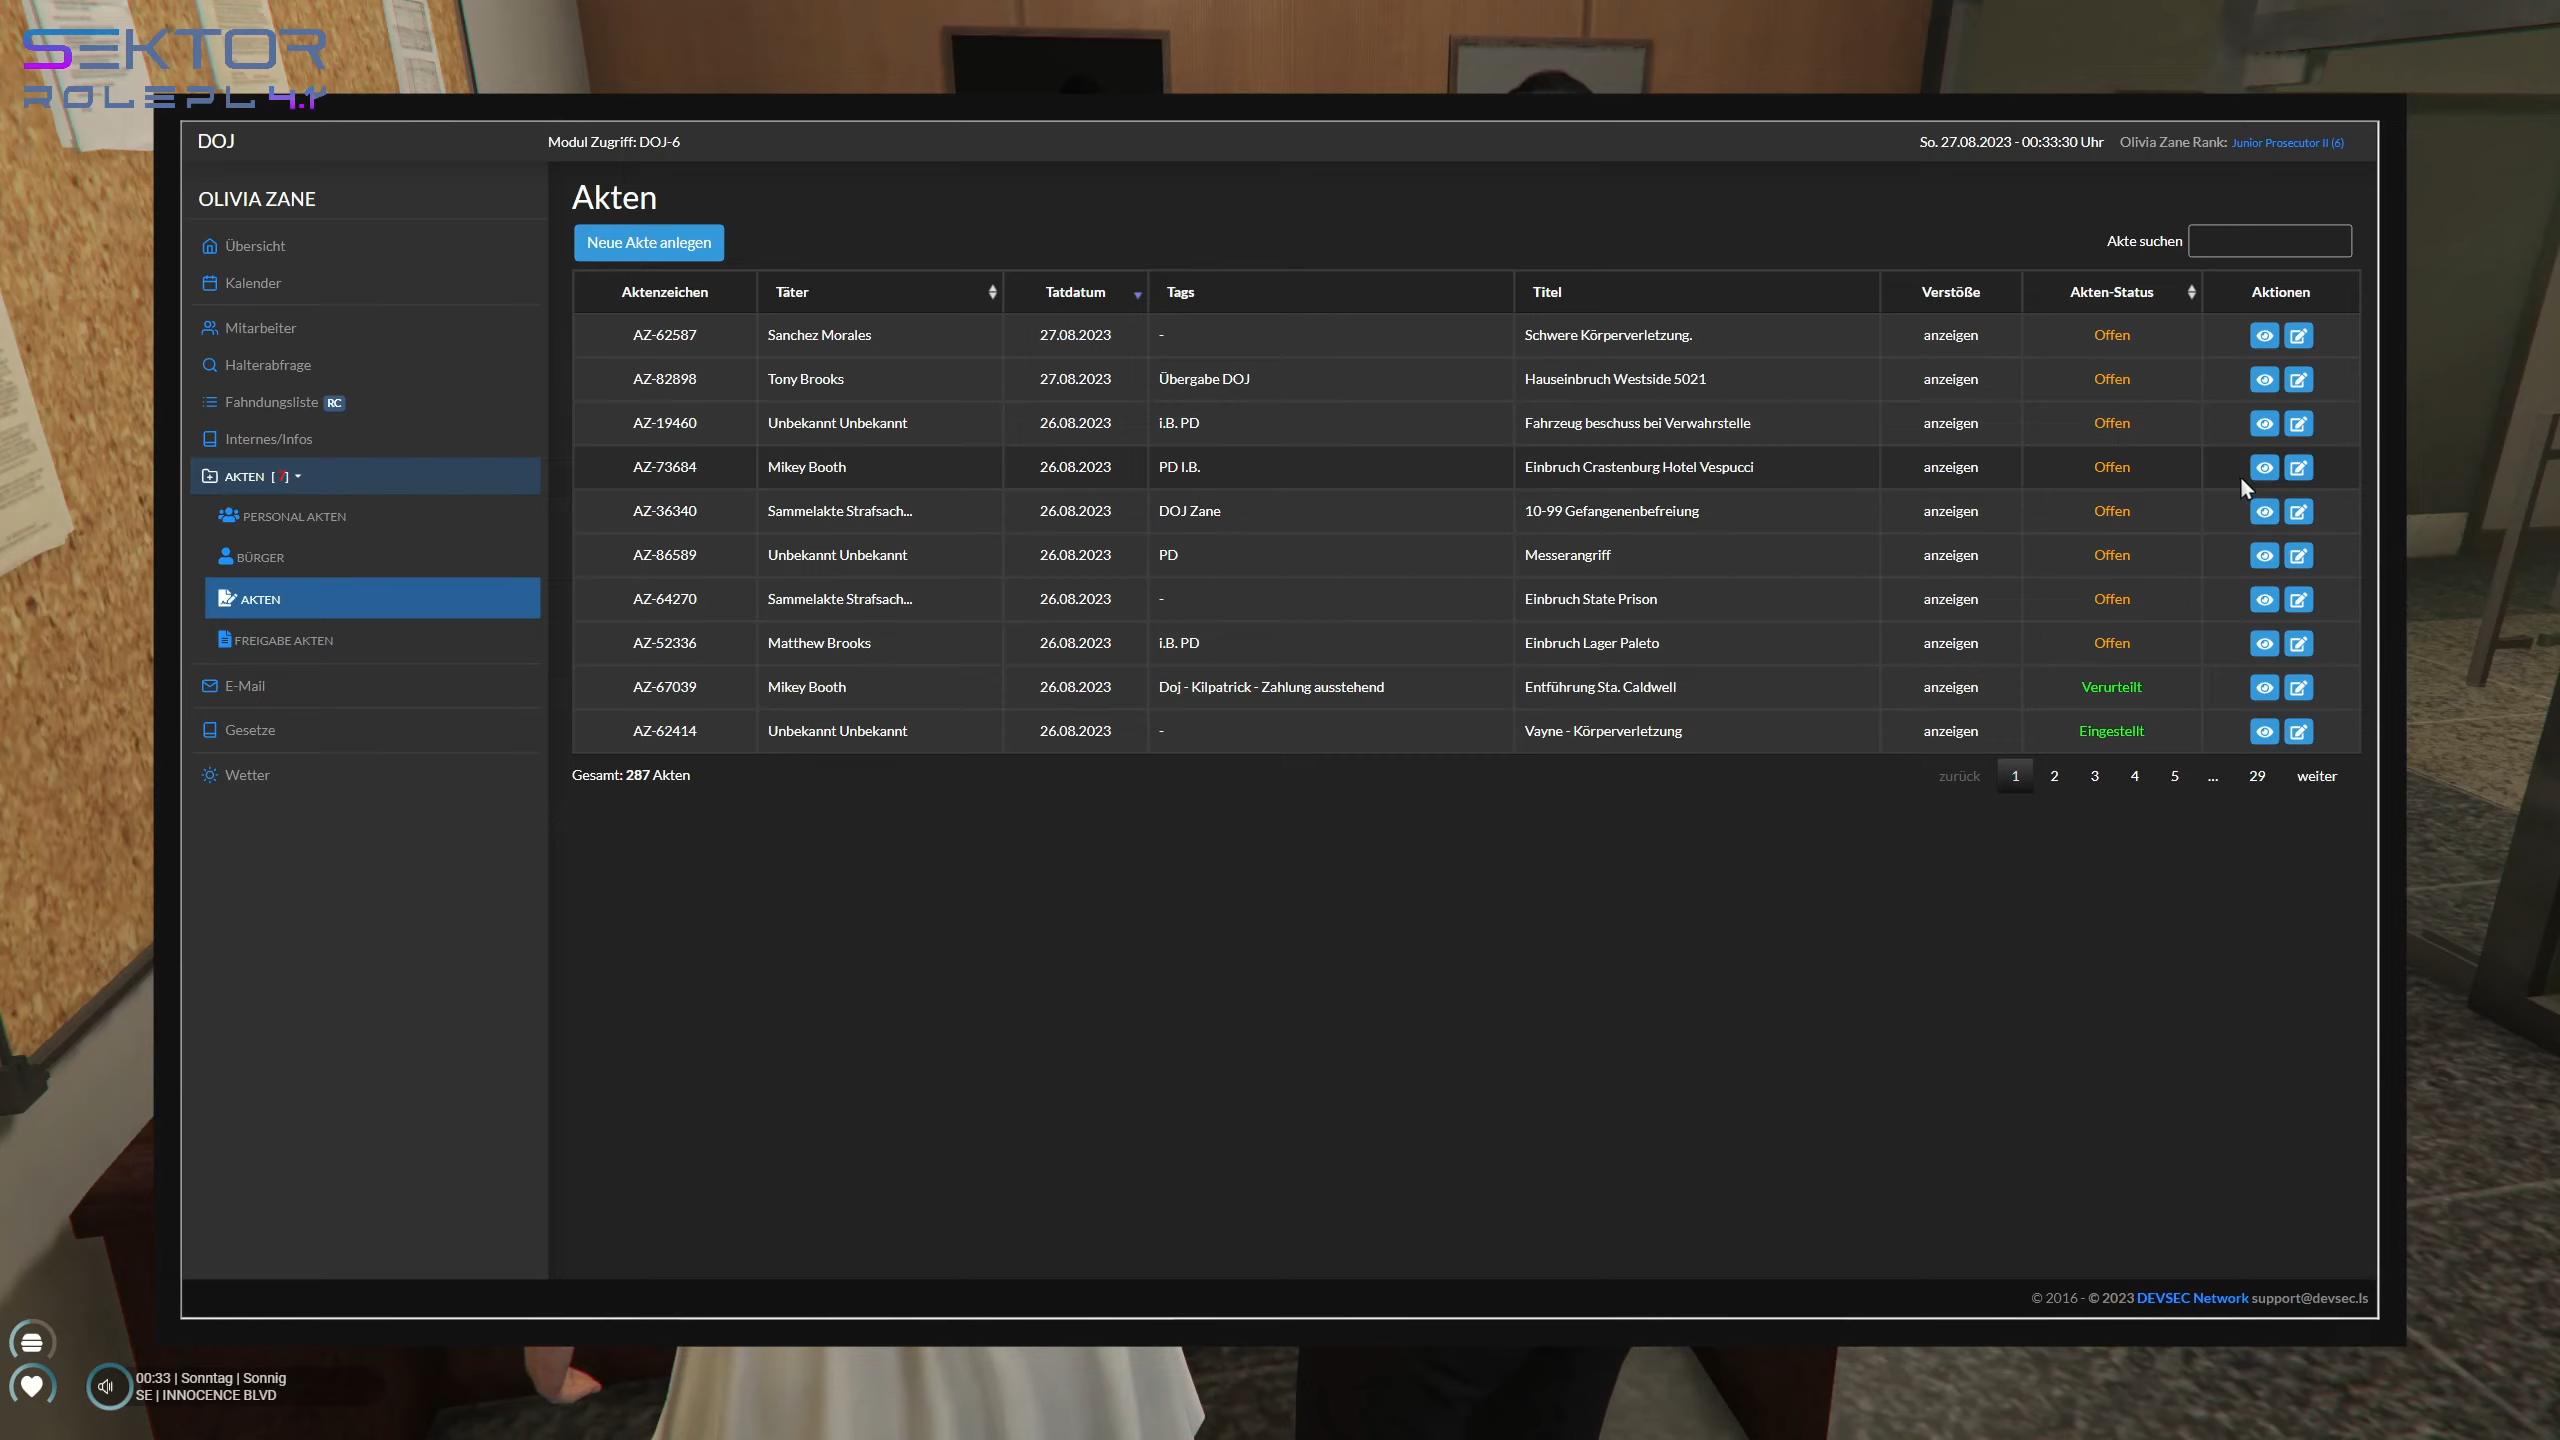 SEKTOR
ROLEPL4.Y
DOJ
Modul Zugriff: DOJ-6
So. 27.08.2023 - 00:33:30 Uhr Olivia Zane Rank: Junior Prosecutor II (6)
OLIVIA ZANE
Übersicht
Kalender
Mitarbeiter
Halterabfrage
Fahndungsliste RC
Internes/Infos
AKTEN [7]
PERSONAL AKTEN
BÜRGER
AKTEN
FREIGABE AKTEN
E-Mail
Gesetze
Wetter
Akten
Neue Akte anlegen
Akte suchen
Aktenzeichen Täter Tatdatum Tags Titel Verstöße Akten-Status Aktionen
AZ-62587 Sanchez Morales 27.08.2023 - Schwere Körperverletzung. anzeigen Offen
AZ-82898 Tony Brooks 27.08.2023 Übergabe DOJ Hauseinbruch Westside 5021 anzeigen Offen
AZ-19460 Unbekannt Unbekannt 26.08.2023 i.B. PD Fahrzeug beschuss bei Verwahrstelle anzeigen Offen
AZ-73684 Mikey Booth 26.08.2023 PD I.B. Einbruch Crastenburg Hotel Vespucci anzeigen Offen
AZ-36340 Sammelakte Strafsach... 26.08.2023 DOJ Zane 10-99 Gefangenenbefreiung anzeigen Offen
AZ-86589 Unbekannt Unbekannt 26.08.2023 PD Messerangriff anzeigen Offen
AZ-64270 Sammelakte Strafsach... 26.08.2023 - Einbruch State Prison anzeigen Offen
AZ-52336 Matthew Brooks 26.08.2023 i.B. PD Einbruch Lager Paleto anzeigen Offen
AZ-67039 Mikey Booth 26.08.2023 Doj - Kilpatrick - Zahlung ausstehend Entführung Sta. Caldwell anzeigen Verurteilt
AZ-62414 Unbekannt Unbekannt 26.08.2023 - Vayne - Körperverletzung anzeigen Eingestellt
Gesamt: 287 Akten
zurück 1 2 3 4 5 ... 29 weiter
© 2016 - © 2023 DEVSEC Network support@devsec.ls
00:33 | Sonntag | Sonnig
SE | INNOCENCE BLVD